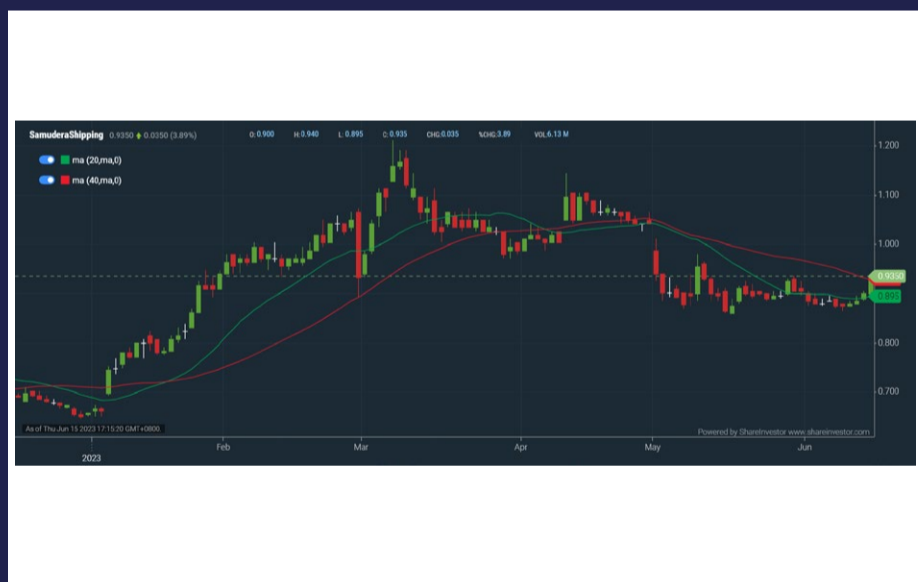 SamuderaShipping 0.9350 0.0350 (3.89%) O: 0.900 H: 0.940 L: 0.895 C: 0.935 CHG:0.035 %CHG:3.89 VOL:6.13 M
ma (20,ma,0)
ma (40,ma,0)
1.200
1.100
1.000
0.9350
0.895
0.800
0.700
As of Thu Jun 15 2023 17:15:20 GMT+0800.
Powered by ShareInvestor www.shareinvestor.com
Feb Mar Apr May Jun
2023